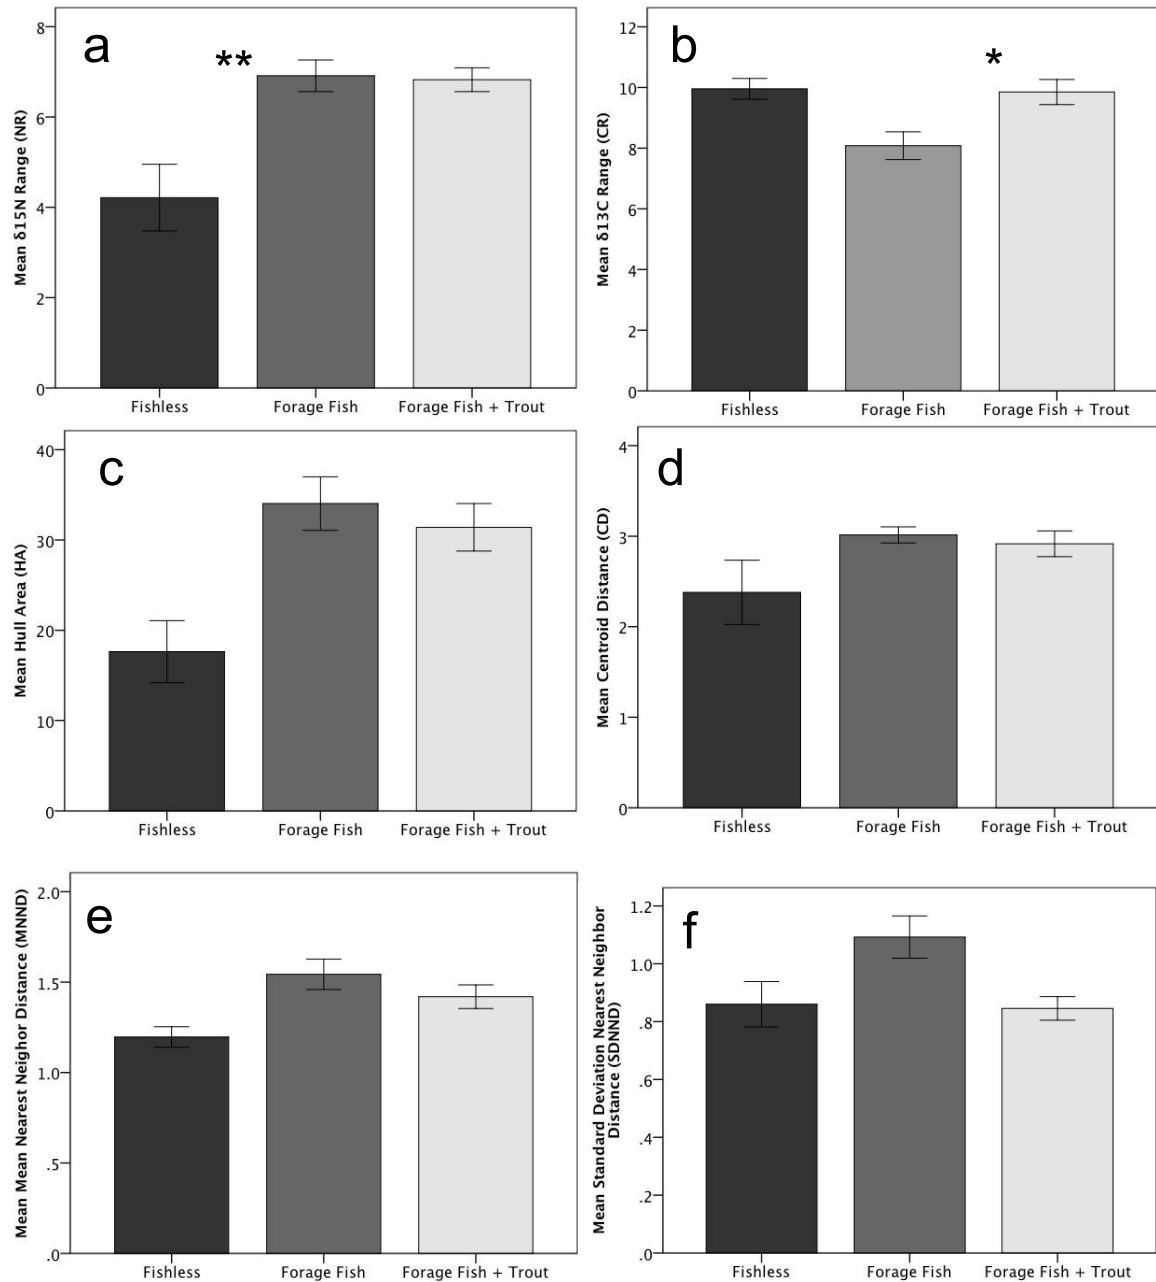 a
**
Mean δ15N Range (NR)
8
6
4
2
0
Fishless
Forage Fish
Forage Fish + Trout
b
*
Mean δ13C Range (CR)
12
10
8
6
4
2
0
Fishless
Forage Fish
Forage Fish + Trout
c
Mean Hull Area (HA)
40
30
20
10
0
Fishless
Forage Fish
Forage Fish + Trout
d
Mean Centroid Distance (CD)
4
3
2
1
0
Fishless
Forage Fish
Forage Fish + Trout
e
Mean Mean Nearest Neighor Distance (MNND)
2.0
1.5
1.0
.5
.0
Fishless
Forage Fish
Forage Fish + Trout
f
Mean Standard Deviation Nearest Neighbor
Distance (SDNND)
1.2
1.0
.8
.6
.4
.2
.0
Fishless
Forage Fish
Forage Fish + Trout